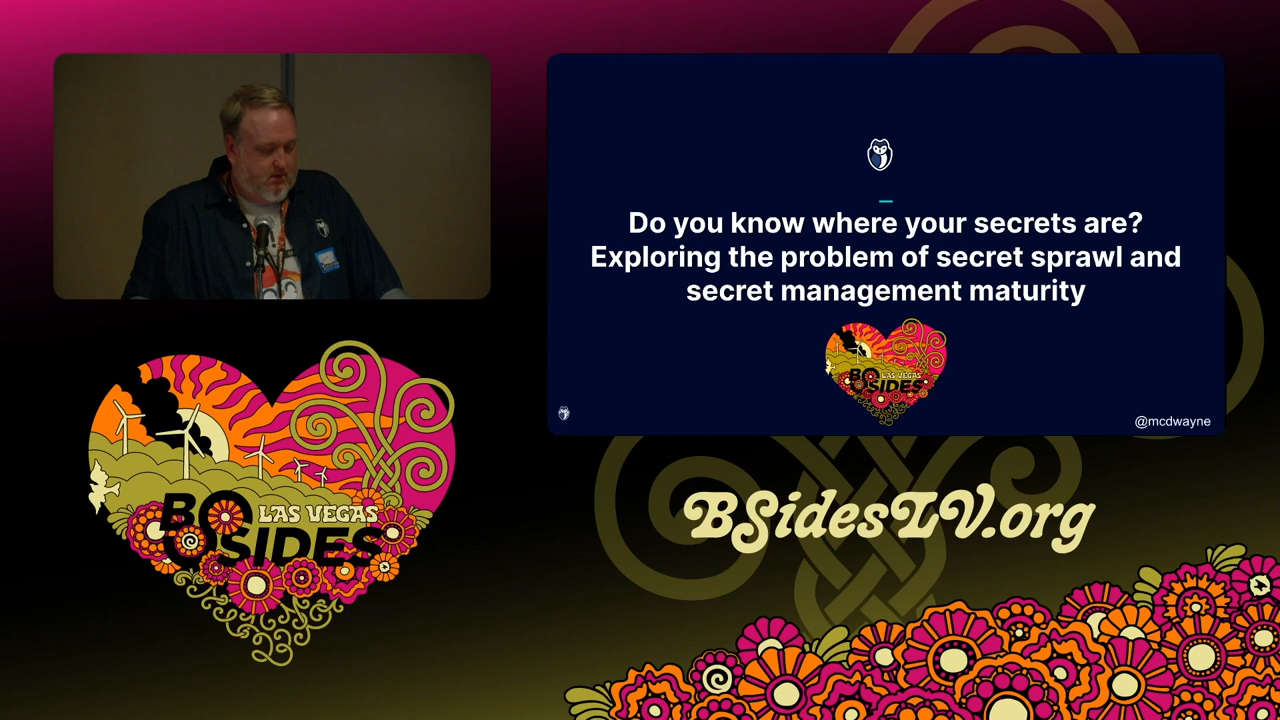 Do you know where your secrets are?
Exploring the problem of secret sprawl and
secret management maturity
BSIDES
LAS VEGAS
@mcdwayne
BSIDES
LAS VEGAS
23
BSidesLV.org